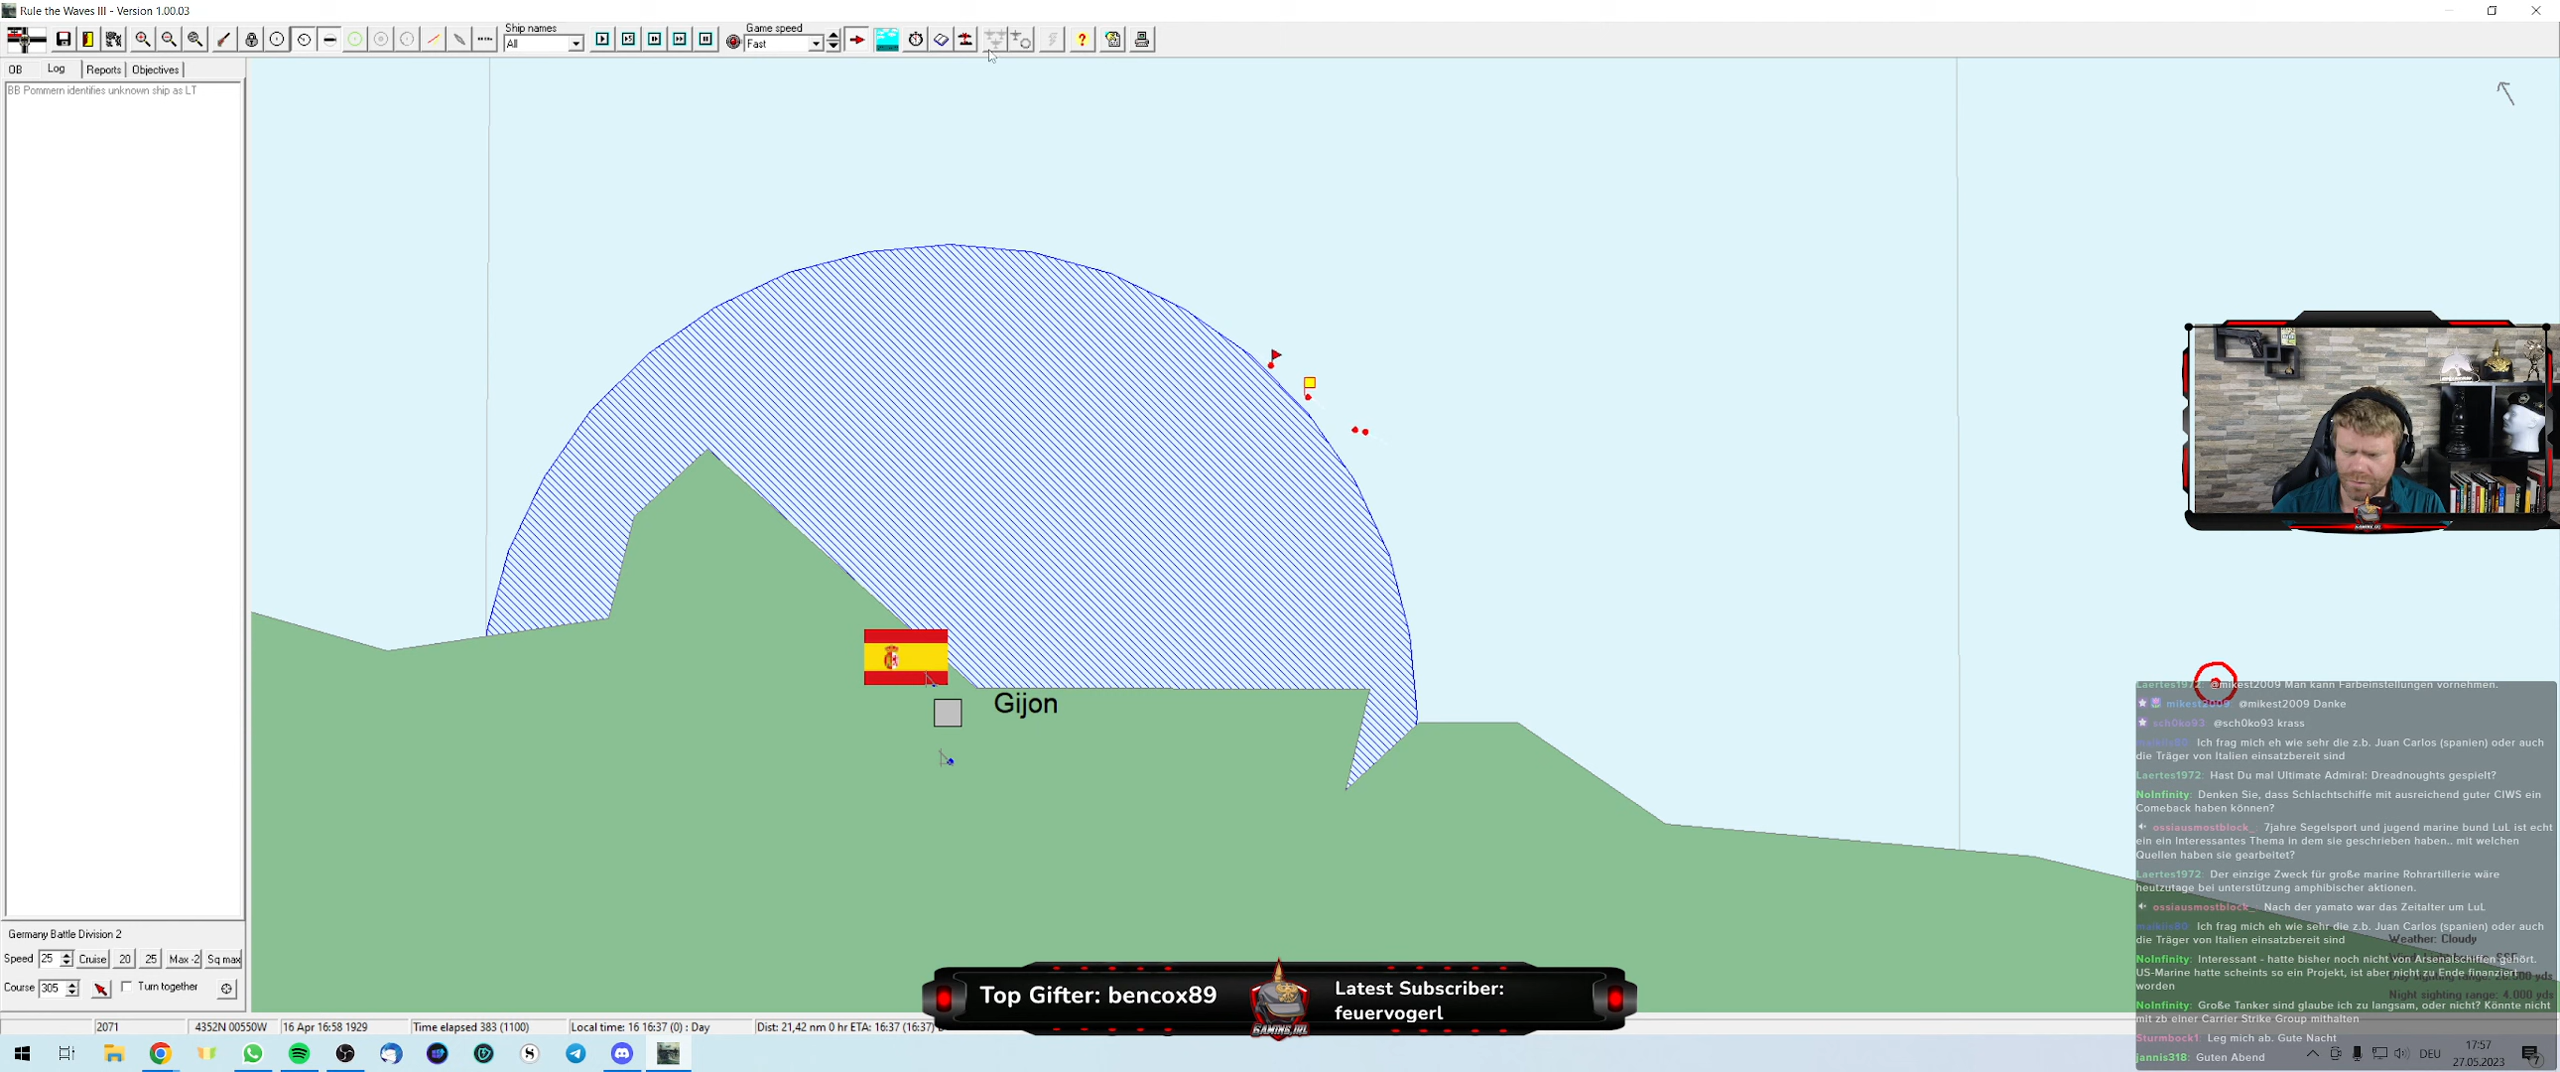 Rule the Waves III - Version 1.00.03
Ship names
All
Game speed
Fast
OB
Log
Reports
Objectives
BB Pommern identifies unknown ship as LT
Gijon
Germany Battle Division 2
Speed 25 Cruise 20 25 Max -2 Sq max
Course 305 Turn together
2071
4352N 00550W
16 Apr 16:58 1929
Time elapsed 383 (1100)
Local time: 16 16:37 (0) : Day
Dist: 21,42 nm 0 hr ETA: 16:37 (16:37)
Top Gifter: bencox89
Latest Subscriber:
feuervogerl
GAMING.JPL
Laertes1972: @mikest2009 Man kann Farbeinstellungen vornehmen.
mikest2009: @mikest2009 Danke
sch0ko93: @sch0ko93 krass
Ich frag mich eh wie sehr die z.b. Juan Carlos (spanien) oder auch
die Träger von Italien einsatzbereit sind
Laertes1972: Hast Du mal Ultimate Admiral: Dreadnoughts gespielt?
NoInfinity: Denken Sie, dass Schlachtschiffe mit ausreichend guter CIWS ein
Comeback haben können?
ossiausmostblock_: 7jahre Segelsport und jugend marine bund LuL ist echt
ein ein Interessantes Thema in dem sie geschrieben haben.. mit welchen
Quellen haben sie gearbeitet?
Laertes1972: Der einzige Zweck für große marine Rohrartillerie wäre
heutzutage bei unterstützung amphibischer aktionen.
ossiausmostblock_: Nach der yamato war das Zeitalter um LuL
Ich frag mich eh wie sehr die z.b. Juan Carlos (spanien) oder auch
die Träger von Italien einsatzbereit sind
Weather: Cloudy
NoInfinity: Interessant - hatte bisher noch nicht von Arsenalschiffen gehört.
US-Marine hatte scheints so ein Projekt, ist aber nicht zu Ende finanziert
worden
Night sighting range: 4.000 yds
NoInfinity: Große Tanker sind glaube ich zu langsam, oder nicht? Könnte nicht
mit zb einer Carrier Strike Group mithalten
Sturmbock1: Leg mich ab. Gute Nacht
jannis318: Guten Abend
DEU
17:57
27.05.2023